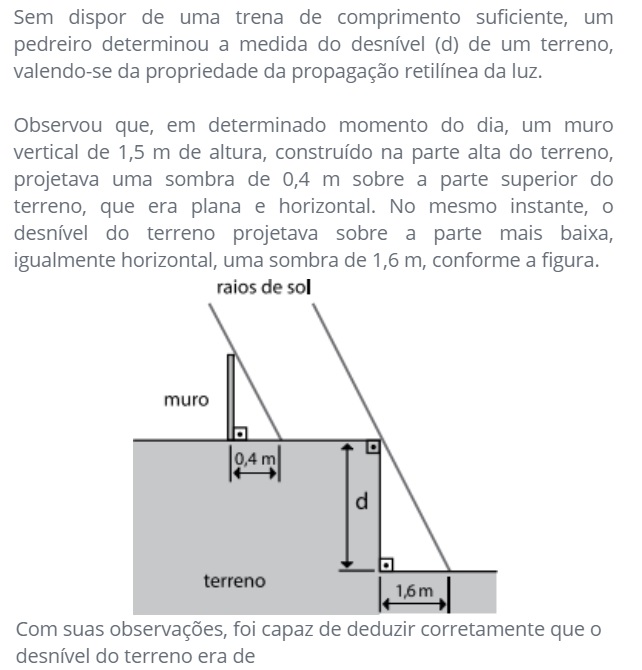 Sem dispor de uma trena de comprimento suficiente, um
pedreiro determinou a medida do desnível (d) de um terreno,
valendo-se da propriedade da propagação retilínea da luz.
Observou que, em determinado momento do dia, um muro
vertical de 1,5 m de altura, construído na parte alta do terreno,
projetava uma sombra de 0,4 m sobre a parte superior do
terreno, que era plana e horizontal. No mesmo instante, o
desnível do terreno projetava sobre a parte mais baixa,
igualmente horizontal, uma sombra de 1,6 m, conforme a figura.
raios de sol
muro
0,4 m
d
terreno
1,6 m
Com suas observações, foi capaz de deduzir corretamente que o
desnível do terreno era de